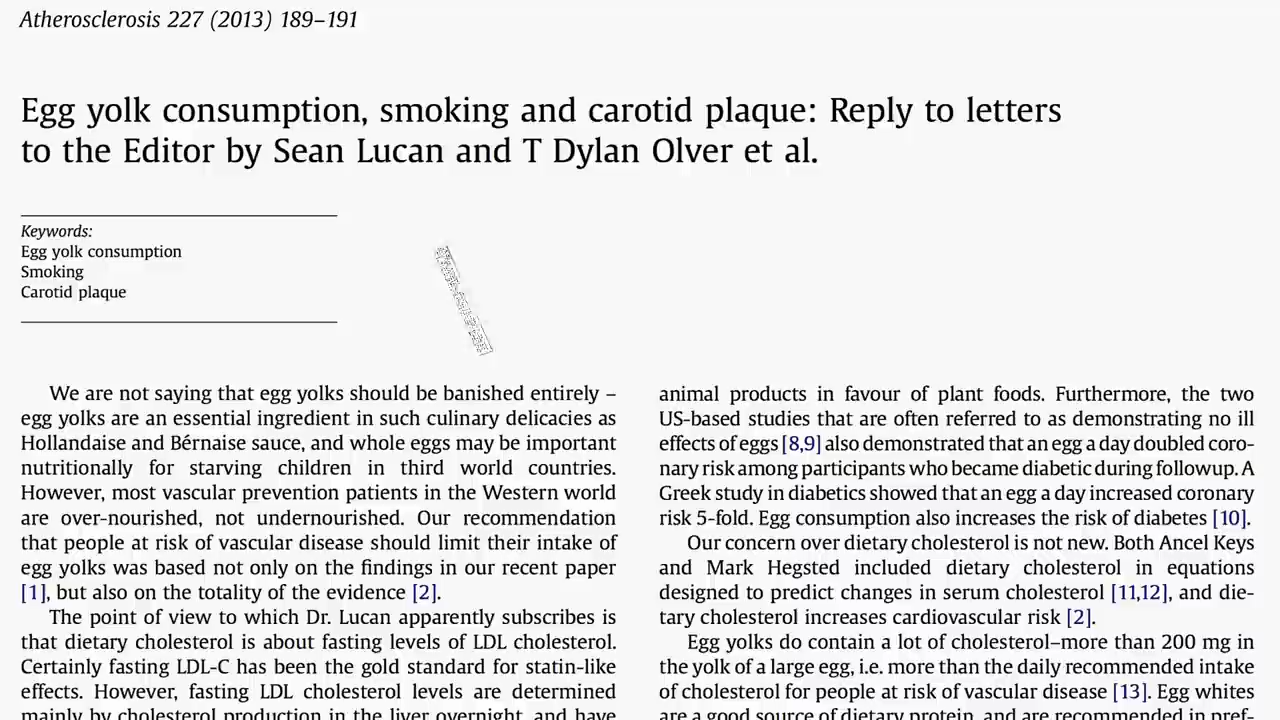 Atherosclerosis 227 (2013) 189–191
Egg yolk consumption, smoking and carotid plaque: Reply to letters
to the Editor by Sean Lucan and T Dylan Olver et al.
Keywords:
Egg yolk consumption
Smoking
Carotid plaque
We are not saying that egg yolks should be banished entirely –
egg yolks are an essential ingredient in such culinary delicacies as
Hollandaise and Bérnaise sauce, and whole eggs may be important
nutritionally for starving children in third world countries.
However, most vascular prevention patients in the Western world
are over-nourished, not undernourished. Our recommendation
that people at risk of vascular disease should limit their intake of
egg yolks was based not only on the findings in our recent paper
[1], but also on the totality of the evidence [2].
The point of view to which Dr. Lucan apparently subscribes is
that dietary cholesterol is about fasting levels of LDL cholesterol.
Certainly fasting LDL-C has been the gold standard for statin-like
effects. However, fasting LDL cholesterol levels are determined
mainly by cholesterol production in the liver overnight, and have
animal products in favour of plant foods. Furthermore, the two
US-based studies that are often referred to as demonstrating no ill
effects of eggs [8,9] also demonstrated that an egg a day doubled coro-
nary risk among participants who became diabetic during followup. A
Greek study in diabetics showed that an egg a day increased coronary
risk 5-fold. Egg consumption also increases the risk of diabetes [10].
Our concern over dietary cholesterol is not new. Both Ancel Keys
and Mark Hegsted included dietary cholesterol in equations
designed to predict changes in serum cholesterol [11,12], and die-
tary cholesterol increases cardiovascular risk [2].
Egg yolks do contain a lot of cholesterol–more than 200 mg in
the yolk of a large egg, i.e. more than the daily recommended intake
of cholesterol for people at risk of vascular disease [13]. Egg whites
are a good source of dietary protein, and are recommended in pref-